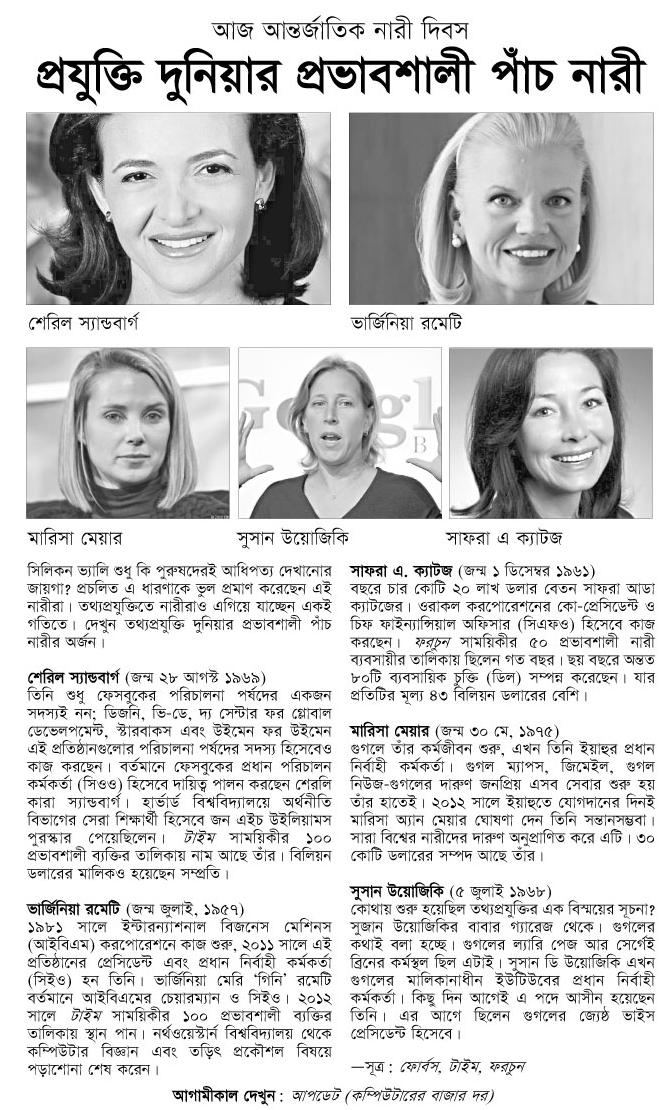 আজ আন্তর্জাতিক নারী দিবস
প্রযুক্তি দুনিয়ার প্রভাবশালী পাঁচ নারী
শেরিল স্যান্ডবার্গ
ভার্জিনিয়া রমেটি
Google
B
মারিসা মেয়ার
সুসান উয়োজিকি
সাফরা এ ক্যাটজ
সিলিকন ভ্যালি শুধু কি পুরুষদেরই আধিপত্য দেখানোর
জায়গা? প্রচলিত এ ধারণাকে ভুল প্রমাণ করেছেন এই
নারীরা। তথ্যপ্রযুক্তিতে নারীরাও এগিয়ে যাচ্ছেন একই
গতিতে। দেখুন তথ্যপ্রযুক্তি দুনিয়ার প্রভাবশালী পাঁচ
নারীর অর্জন।
শেরিল স্যান্ডবার্গ (জন্ম ২৮ আগস্ট ১৯৬৯)
তিনি শুধু ফেসবুকের পরিচালনা পর্ষদের একজন
সদস্যই নন; ডিজনি, ভি-ডে, দ্য সেন্টার ফর গ্লোবাল
ডেভেলপমেন্ট, স্টারবাকস এবং উইমেন ফর উইমেন
এই প্রতিষ্ঠানগুলোর পরিচালনা পর্ষদের সদস্য হিসেবেও
কাজ করছেন। বর্তমানে ফেসবুকের প্রধান পরিচালন
কর্মকর্তা (সিওও) হিসেবে দায়িত্ব পালন করছেন শেরলি
কারা স্যান্ডবার্গ। হার্ভার্ড বিশ্ববিদ্যালয়ে অর্থনীতি
বিভাগের সেরা শিক্ষার্থী হিসেবে জন এইচ উইলিয়ামস
পুরস্কার পেয়েছিলেন। টাইম সাময়িকীর ১০০
প্রভাবশালী ব্যক্তির তালিকায় নাম আছে তাঁর। বিলিয়ন
ডলারের মালিকও হয়েছেন সম্প্রতি।
ভার্জিনিয়া রমেটি (জন্ম জুলাই, ১৯৫৭)
১৯৮১ সালে ইন্টারন্যাশনাল বিজনেস মেশিনস
(আইবিএম) করপোরেশনে কাজ শুরু, ২০১১ সালে এই
প্রতিষ্ঠানের প্রেসিডেন্ট এবং প্রধান নির্বাহী কর্মকর্তা
(সিইও) হন তিনি। ভার্জিনিয়া মেরি ‘গিনি’ রমেটি
বর্তমানে আইবিএমের চেয়ারম্যান ও সিইও। ২০১২
সালে টাইম সাময়িকীর ১০০ প্রভাবশালী ব্যক্তির
তালিকায় স্থান পান। নর্থওয়েস্টার্ন বিশ্ববিদ্যালয় থেকে
কম্পিউটার বিজ্ঞান এবং তড়িৎ প্রকৌশল বিষয়ে
পড়াশোনা শেষ করেন।
সাফরা এ. ক্যাটজ (জন্ম ১ ডিসেম্বর ১৯৬১)
বছরে চার কোটি ২০ লাখ ডলার বেতন সাফরা আডা
ক্যাটজের। ওরাকল করপোরেশনের কো-প্রেসিডেন্ট ও
চিফ ফাইন্যান্সিয়াল অফিসার (সিএফও) হিসেবে কাজ
করছেন। ফরচুন সাময়িকীর ৫০ প্রভাবশালী নারী
ব্যবসায়ীর তালিকায় ছিলেন গত বছর। ছয় বছরে অন্তত
৮০টি ব্যবসায়িক চুক্তি (ডিল) সম্পন্ন করেছেন। যার
প্রতিটির মূল্য ৪৩ বিলিয়ন ডলারের বেশি।
মারিসা মেয়ার (জন্ম ৩০ মে, ১৯৭৫)
গুগলে তাঁর কর্মজীবন শুরু, এখন তিনি ইয়াহুর প্রধান
নির্বাহী কর্মকর্তা। গুগল ম্যাপস, জিমেইল, গুগল
নিউজ-গুগলের দারুণ জনপ্রিয় এসব সেবার শুরু হয়
তাঁর হাতেই। ২০১২ সালে ইয়াহুতে যোগদানের দিনই
মারিসা অ্যান মেয়ার ঘোষণা দেন তিনি সন্তানসম্ভবা।
সারা বিশ্বের নারীদের দারুণ অনুপ্রাণিত করে এটি। ৩০
কোটি ডলারের সম্পদ আছে তাঁর।
সুসান উয়োজিকি (৫ জুলাই ১৯৬৮)
কোথায় শুরু হয়েছিল তথ্যপ্রযুক্তির এক বিস্ময়ের সূচনা?
সুজান উয়োজিকির বাবার গ্যারেজ থেকে। গুগলের
কথাই বলা হচ্ছে। গুগলের ল্যারি পেজ আর সের্গেই
ব্রিনের কর্মস্থল ছিল এটাই। সুসান ডি উয়োজিকি এখন
গুগলের মালিকানাধীন ইউটিউবের প্রধান নির্বাহী
কর্মকর্তা। কিছু দিন আগেই এ পদে আসীন হয়েছেন
তিনি। এর আগে ছিলেন গুগলের জ্যেষ্ঠ ভাইস
প্রেসিডেন্ট হিসেবে।
—সূত্র : ফোর্বস, টাইম, ফরচুন
আগামীকাল দেখুন : আপডেট (কম্পিউটারের বাজার দর)